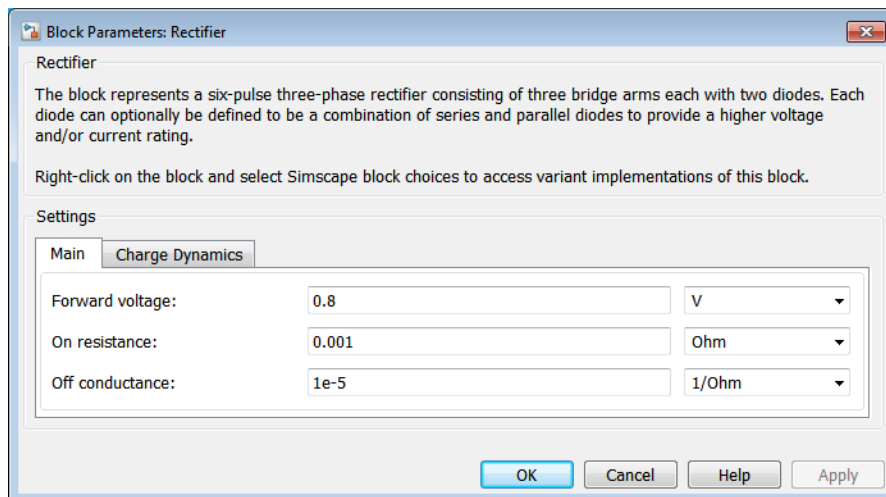 Block Parameters: Rectifier
Rectifier
The block represents a six-pulse three-phase rectifier consisting of three bridge arms each with two diodes. Each
diode can optionally be defined to be a combination of series and parallel diodes to provide a higher voltage
and/or current rating.
Right-click on the block and select Simscape block choices to access variant implementations of this block.
Settings
Main Charge Dynamics
Forward voltage: 0.8 V
On resistance: 0.001 Ohm
Off conductance: 1e-5 1/Ohm
OK Cancel Help Apply